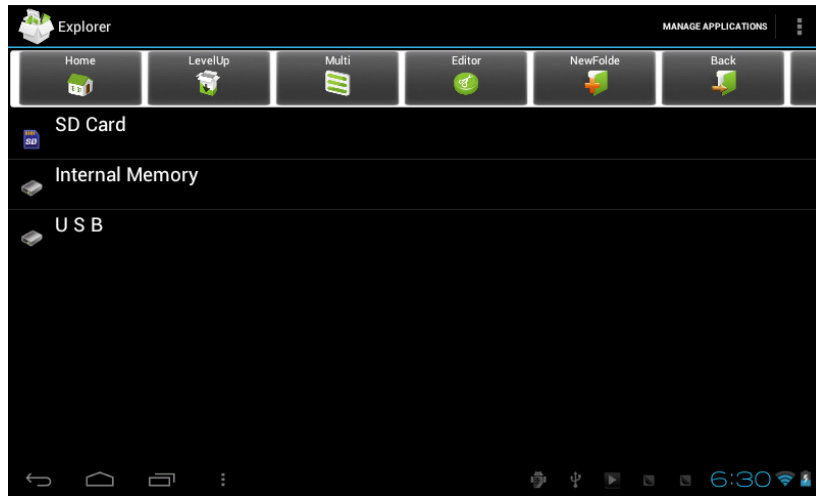 Explorer
MANAGE APPLICATIONS
Home LevelUp Multi Editor NewFolde Back
SD Card
Internal Memory
U S B
6:30